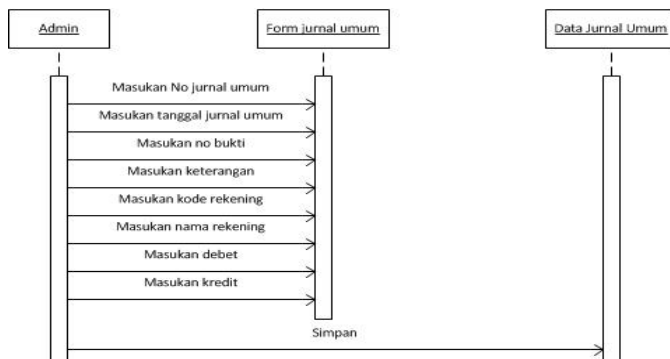 Admin
Form jurnal umum
Data Jurnal Umum
Masukan No jurnal umum
Masukan tanggal jurnal umum
Masukan no bukti
Masukan keterangan
Masukan kode rekening
Masukan nama rekening
Masukan debet
Masukan kredit
Simpan